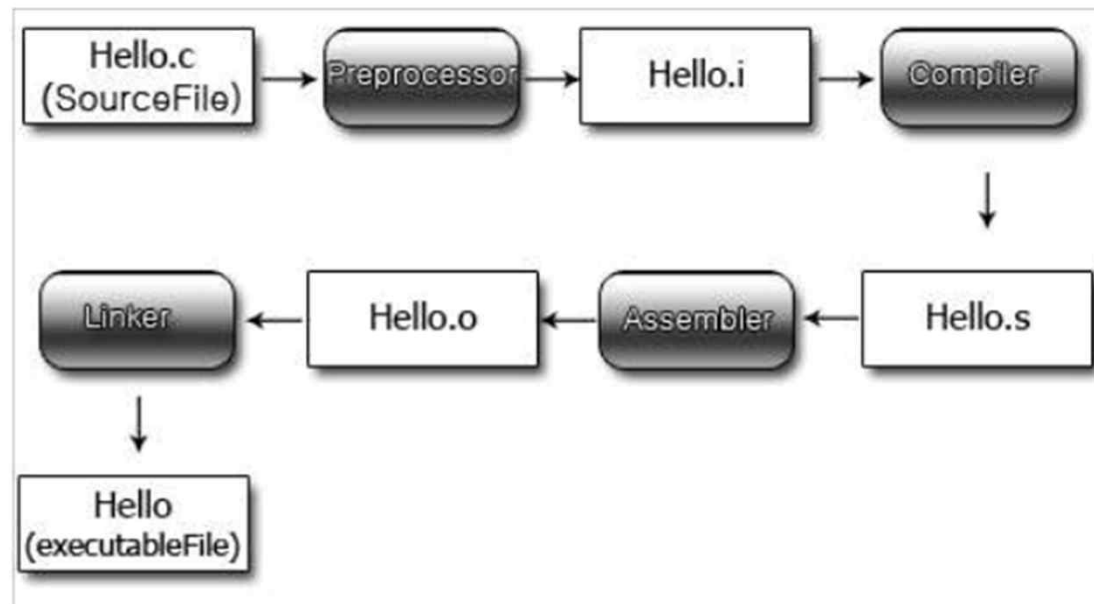 Hello.c
(SourceFile)
Preprocessor
Hello.i
Compiler
Hello.s
Assembler
Hello.o
Linker
Hello
(executableFile)